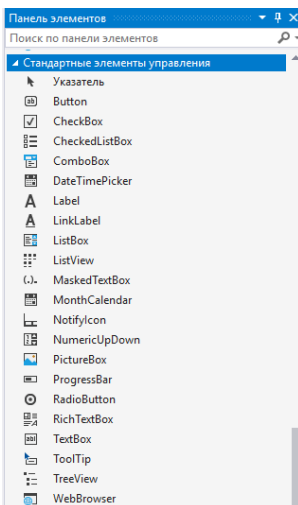 Панель элементов
Поиск по панели элементов
Стандартные элементы управления
Указатель
Button
CheckBox
CheckedListBox
ComboBox
DateTimePicker
Label
LinkLabel
ListBox
ListView
MaskedTextBox
MonthCalendar
NotifyIcon
NumericUpDown
PictureBox
ProgressBar
RadioButton
RichTextBox
TextBox
ToolTip
TreeView
WebBrowser